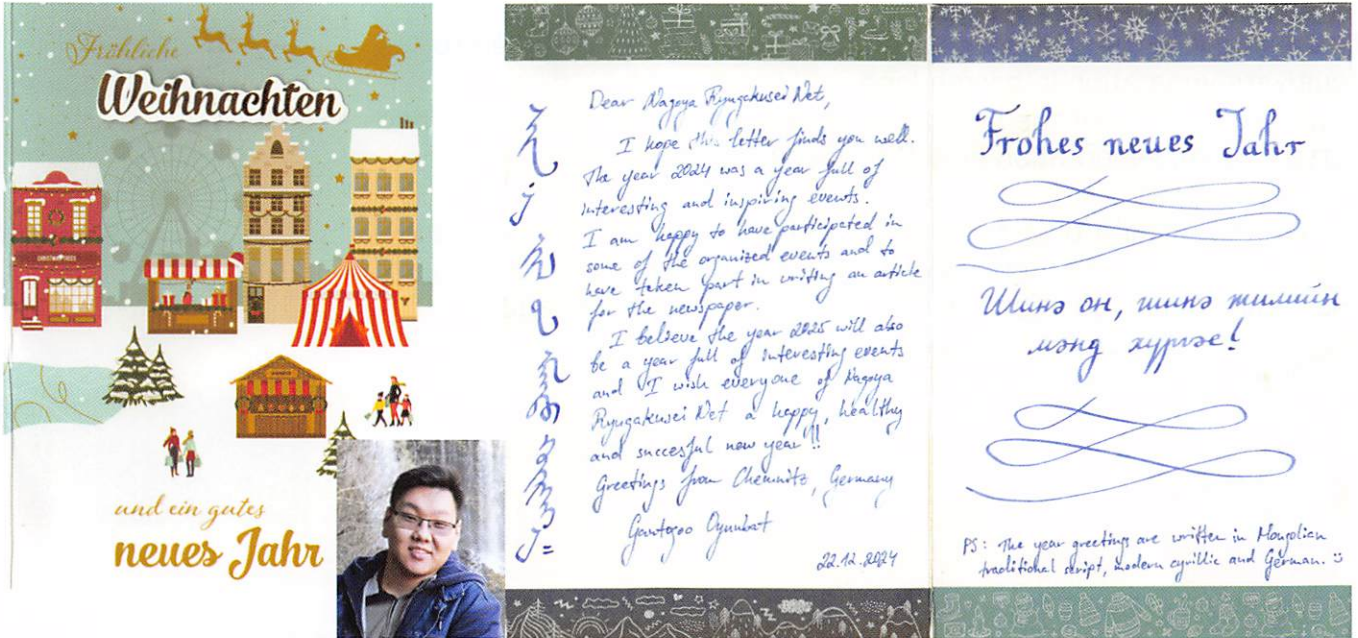 Fröhliche
Weihnachten
CHRISTMAS TREES
und ein gutes
neues Jahr
Dear Nagoya Ryugakusei Net,
I hope this letter finds you well.
The year 2024 was a year full of
interesting and inspiring events.
I am happy to have participated in
some of the organized events and to
have taken part in writing an article
for the newspaper.
I believe the year 2025 will also
be a year full of interesting events
and I wish everyone of Nagoya
Ryugakusei Net a happy, healthy
and succesful new year!!
Greetings from Chemnitz, Germany
Gantogoo Oyunbat
22.12.2024
Frohes neues Jahr
Шинэ он, шинэ жилийн
мэнд хүргэе!
PS: The year greetings are written in Mongolian
traditional script, modern cyrillic and German.